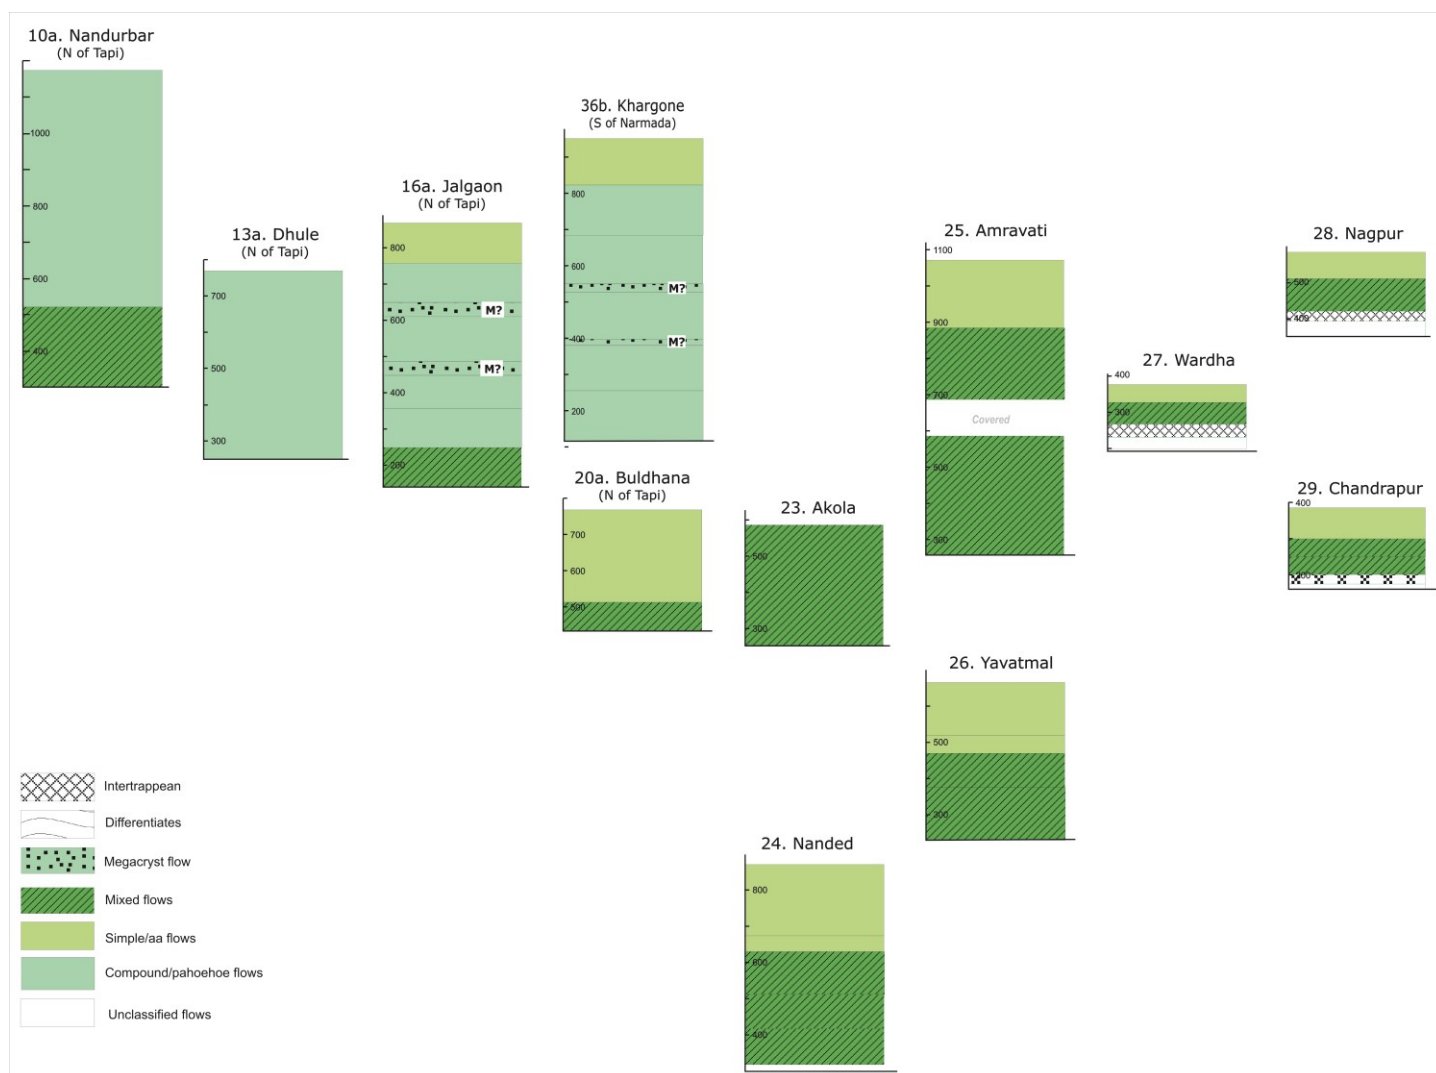 10a. Nandurbar
(N of Tapi)
1000
800
600
400
13a. Dhule
(N of Tapi)
700
500
300
16a. Jalgaon
(N of Tapi)
800
M?
600
M?
400
200
36b. Khargone
(S of Narmada)
800
600
M?
400
M?
200
20a. Buldhana
(N of Tapi)
700
600
500
23. Akola
500
300
25. Amravati
1100
900
700
Covered
500
300
27. Wardha
400
300
28. Nagpur
500
400
29. Chandrapur
400
200
26. Yavatmal
500
300
24. Nanded
800
600
400
Intertrappean
Differentiates
Megacryst flow
Mixed flows
Simple/aa flows
Compound/pahoehoe flows
Unclassified flows